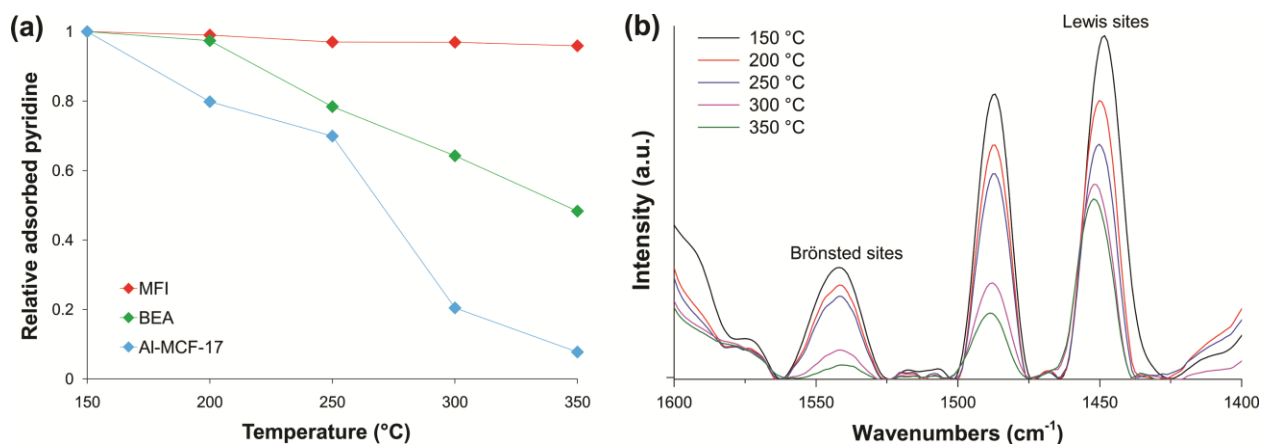 (a)
1
0.8
0.6
0.4
0.2
0
Relative adsorbed pyridine
MFI
BEA
Al-MCF-17
150 200 250 300 350
Temperature (°C)
(b)
150 °C
200 °C
250 °C
300 °C
350 °C
Lewis sites
Brönsted sites
Intensity (a.u.)
1600 1550 1500 1450 1400
Wavenumbers (cm⁻¹)